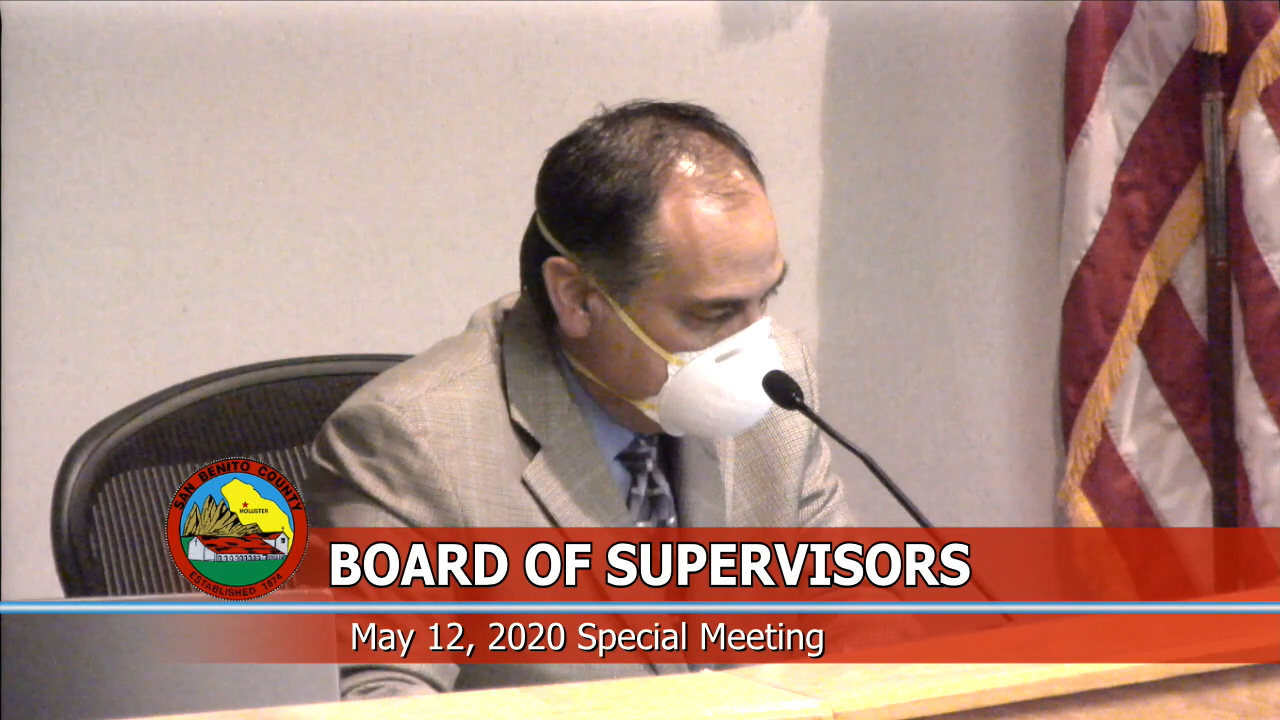 SAN BENITO COUNTY
HOLLISTER
ESTABLISHED 1874
BOARD OF SUPERVISORS
May 12, 2020 Special Meeting